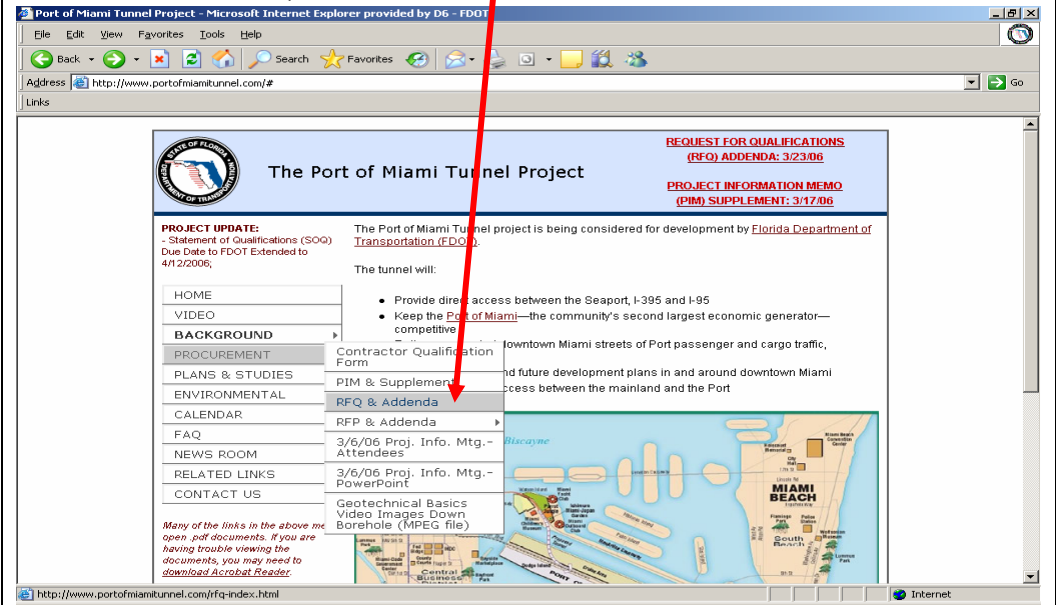 Port of Miami Tunnel Project - Microsoft Internet Explorer provided by D6 - FDOT
File Edit View Favorites Tools Help
Back Search Favorites
Address http://www.portofmiamitunnel.com/# Go
Links
STATE OF FLORIDA
DEPARTMENT OF TRANSPORTATION
The Port of Miami Tunnel Project
REQUEST FOR QUALIFICATIONS
(RFQ) ADDENDA: 3/23/06
PROJECT INFORMATION MEMO
(PIM) SUPPLEMENT: 3/17/06
PROJECT UPDATE:
- Statement of Qualifications (SOQ)
Due Date to FDOT Extended to
4/12/2006;
The Port of Miami Tunnel project is being considered for development by Florida Department of
Transportation (FDOT).
The tunnel will:
• Provide direct access between the Seaport, I-395 and I-95
• Keep the Port of Miami—the community's second largest economic generator—
competitive
downtown Miami streets of Port passenger and cargo traffic,
nd future development plans in and around downtown Miami
ccess between the mainland and the Port
HOME
VIDEO
BACKGROUND
PROCUREMENT
PLANS & STUDIES
ENVIRONMENTAL
CALENDAR
FAQ
NEWS ROOM
RELATED LINKS
CONTACT US
Contractor Qualification
Form
PIM & Supplement
RFQ & Addenda
RFP & Addenda
3/6/06 Proj. Info. Mtg.-
Attendees
3/6/06 Proj. Info. Mtg.-
PowerPoint
Geotechnical Basics
Video Images Down
Borehole (MPEG file)
Many of the links in the above me
open .pdf documents. If you are
having trouble viewing the
documents, you may need to
download Acrobat Reader.
Biscayne
MIAMI
BEACH
South
Beach
Central
Business
PORT
http://www.portofmiamitunnel.com/rfq-index.html
Internet